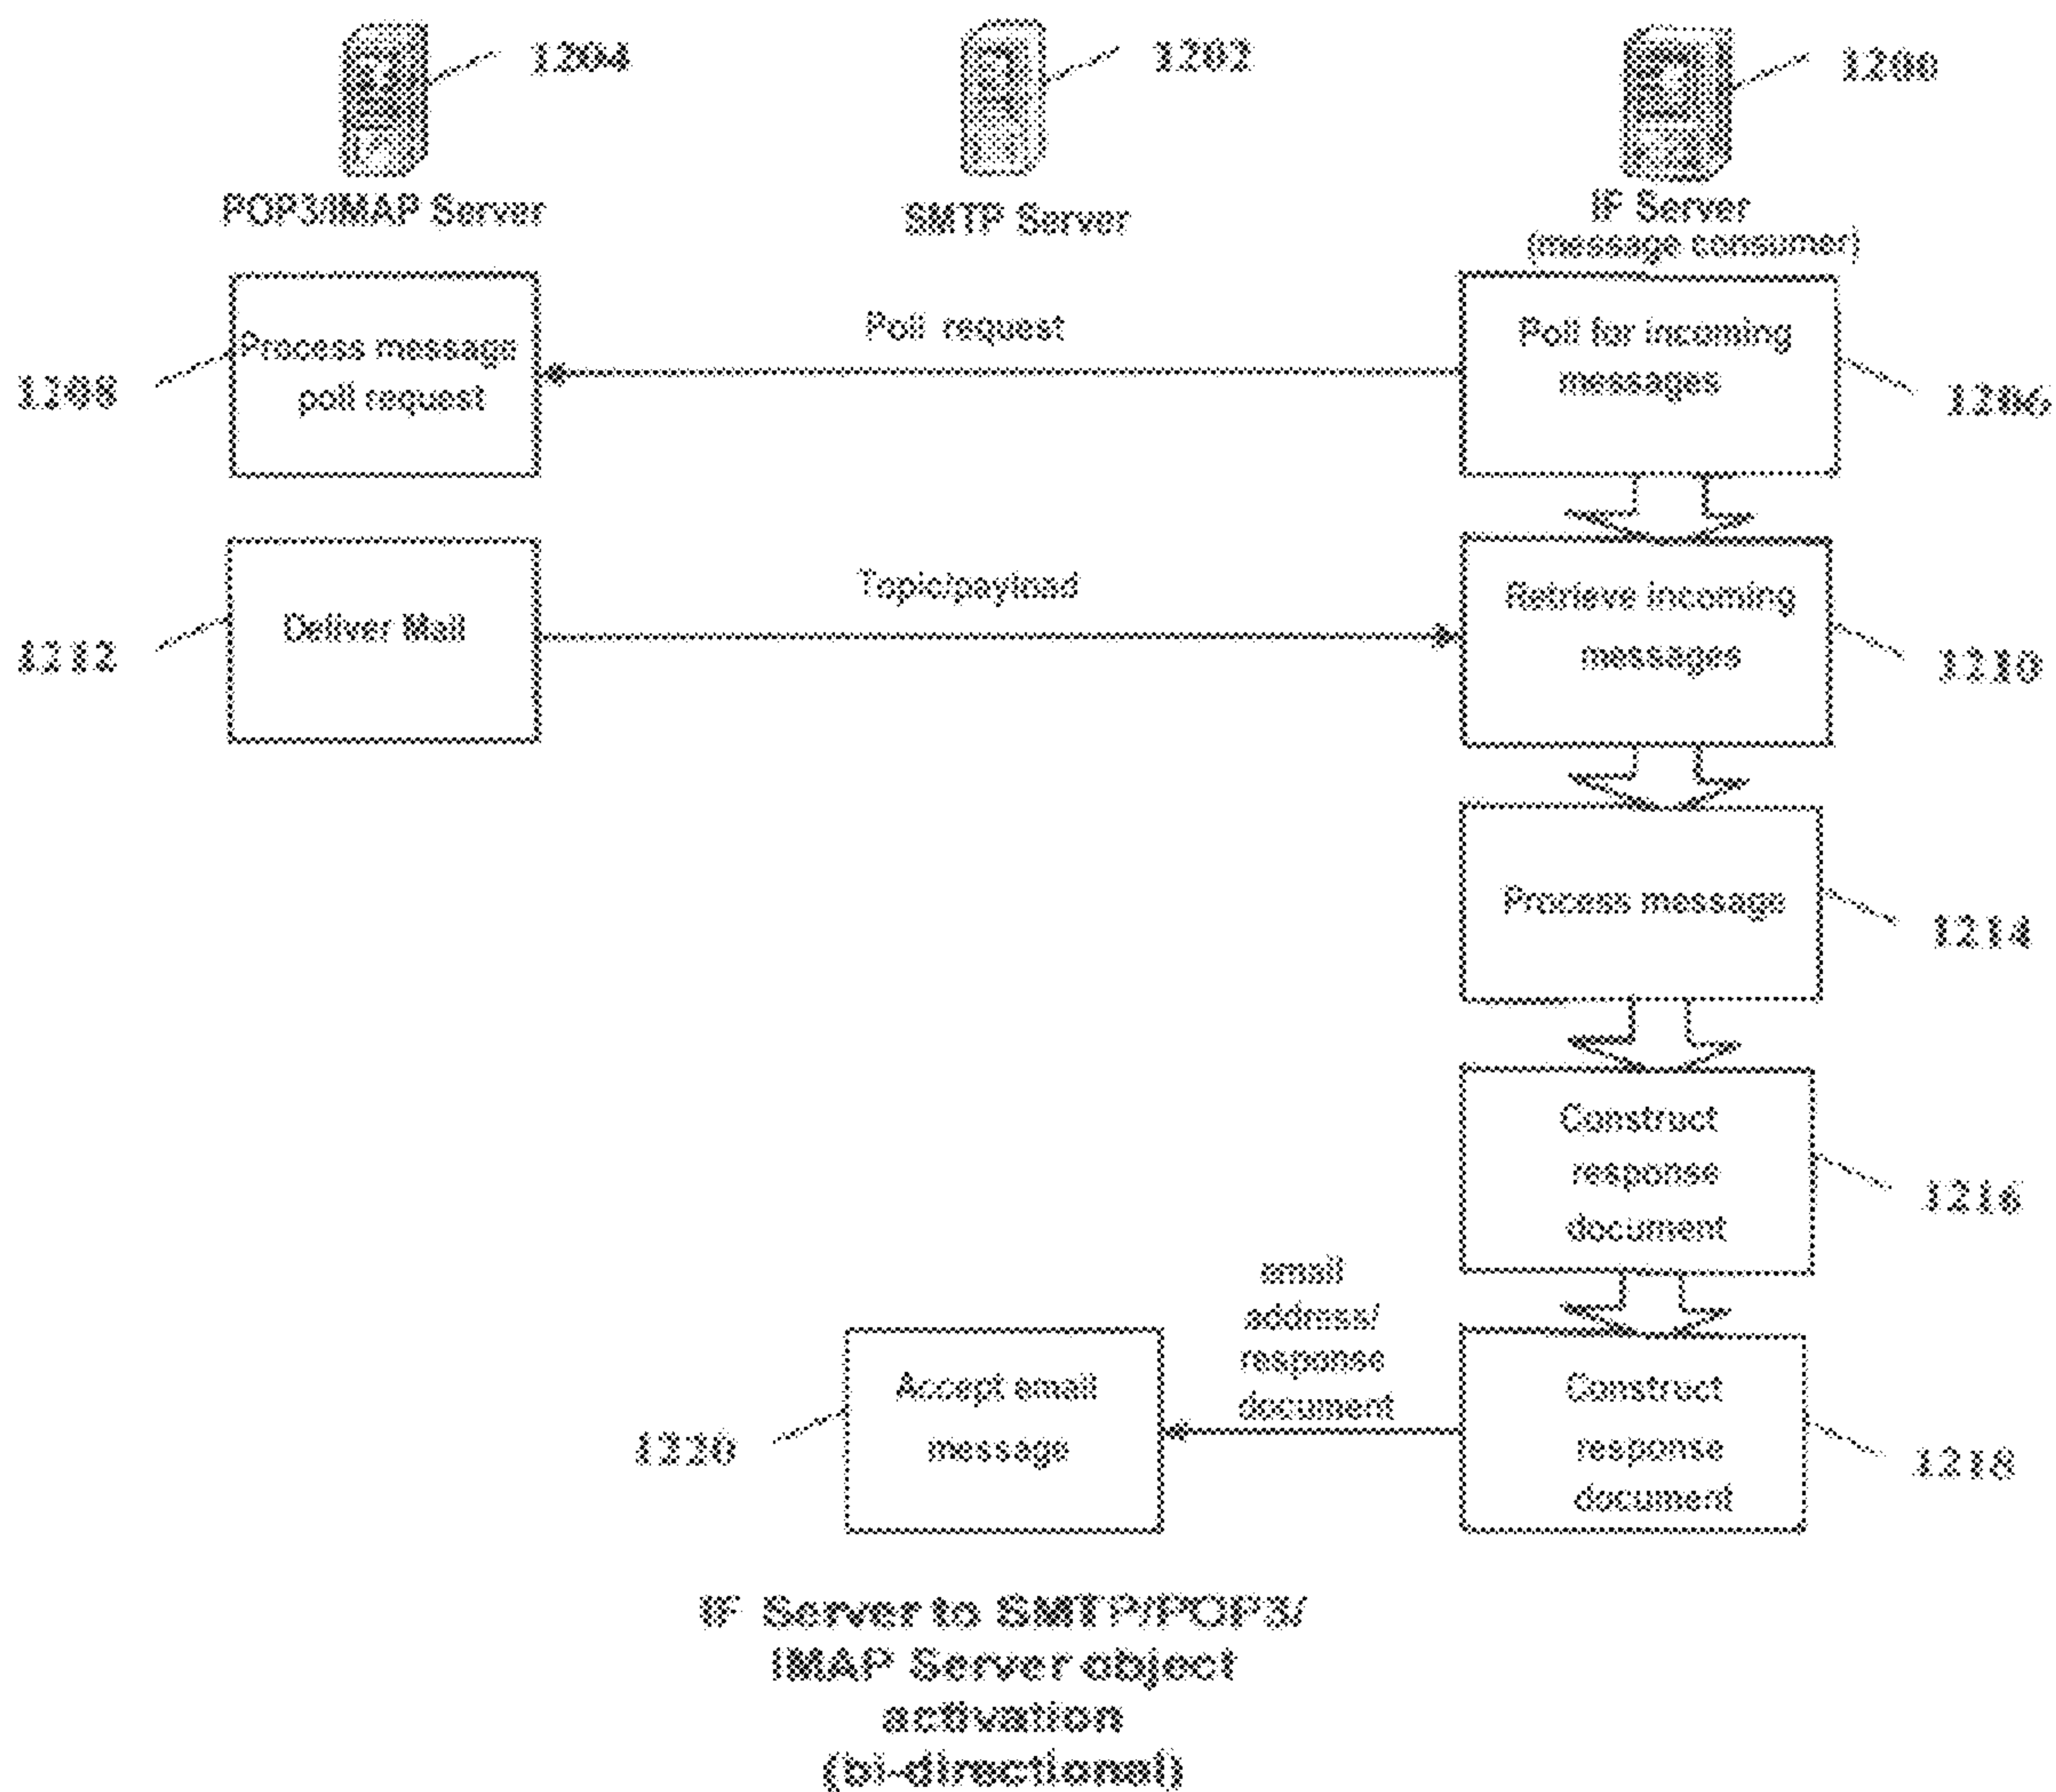 1204
1202
1200
POP3/IMAP Server
SMTP Server
IF Server
(message consumer)
Process message
poll request
1208
Poll request
Poll for incoming
messages
1206
Deliver Mail
1212
Topic/payload
Retrieve incoming
messages
1210
Process message
1214
Construct
response
document
1216
email
address/
response
document
Accept email
message
1220
Construct
response
document
1218
IF Server to SMTP/POP3/
IMAP Server object
activation
(bi-directional)